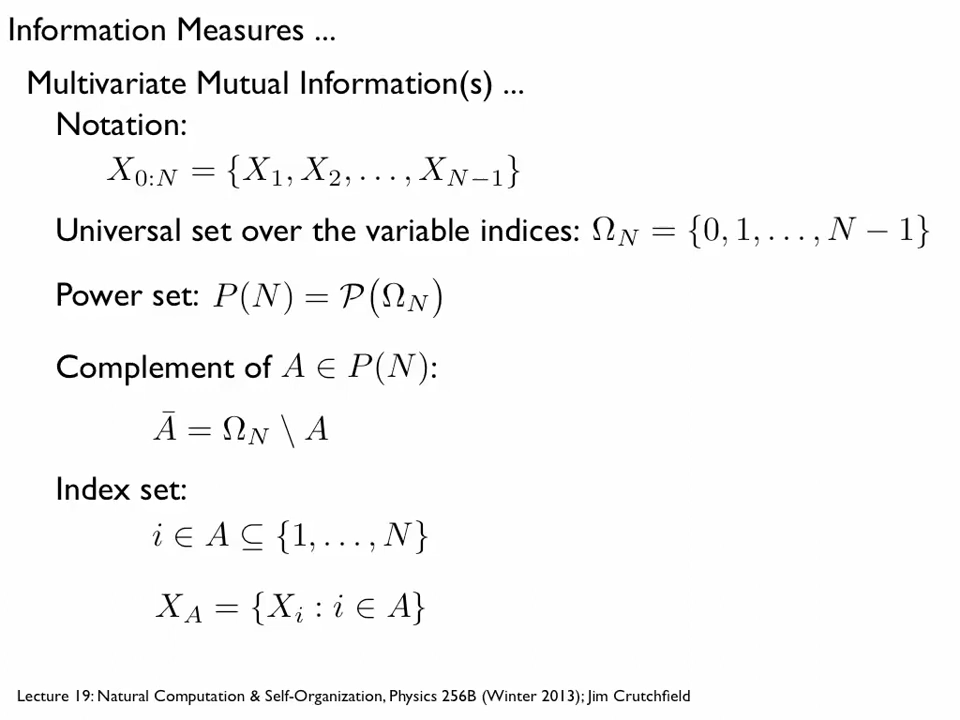 Information Measures ...
Multivariate Mutual Information(s) ...
Notation:
X_{0:N} = {X_1, X_2, . . . , X_{N−1}}
Universal set over the variable indices: Ω_N = {0, 1, . . . , N − 1}
Power set: P(N) = 𝒫(Ω_N)
Complement of A ∈ P(N):
Ā = Ω_N \ A
Index set:
i ∈ A ⊆ {1, . . . , N}
X_A = {X_i : i ∈ A}
Lecture 19: Natural Computation & Self-Organization, Physics 256B (Winter 2013); Jim Crutchfield